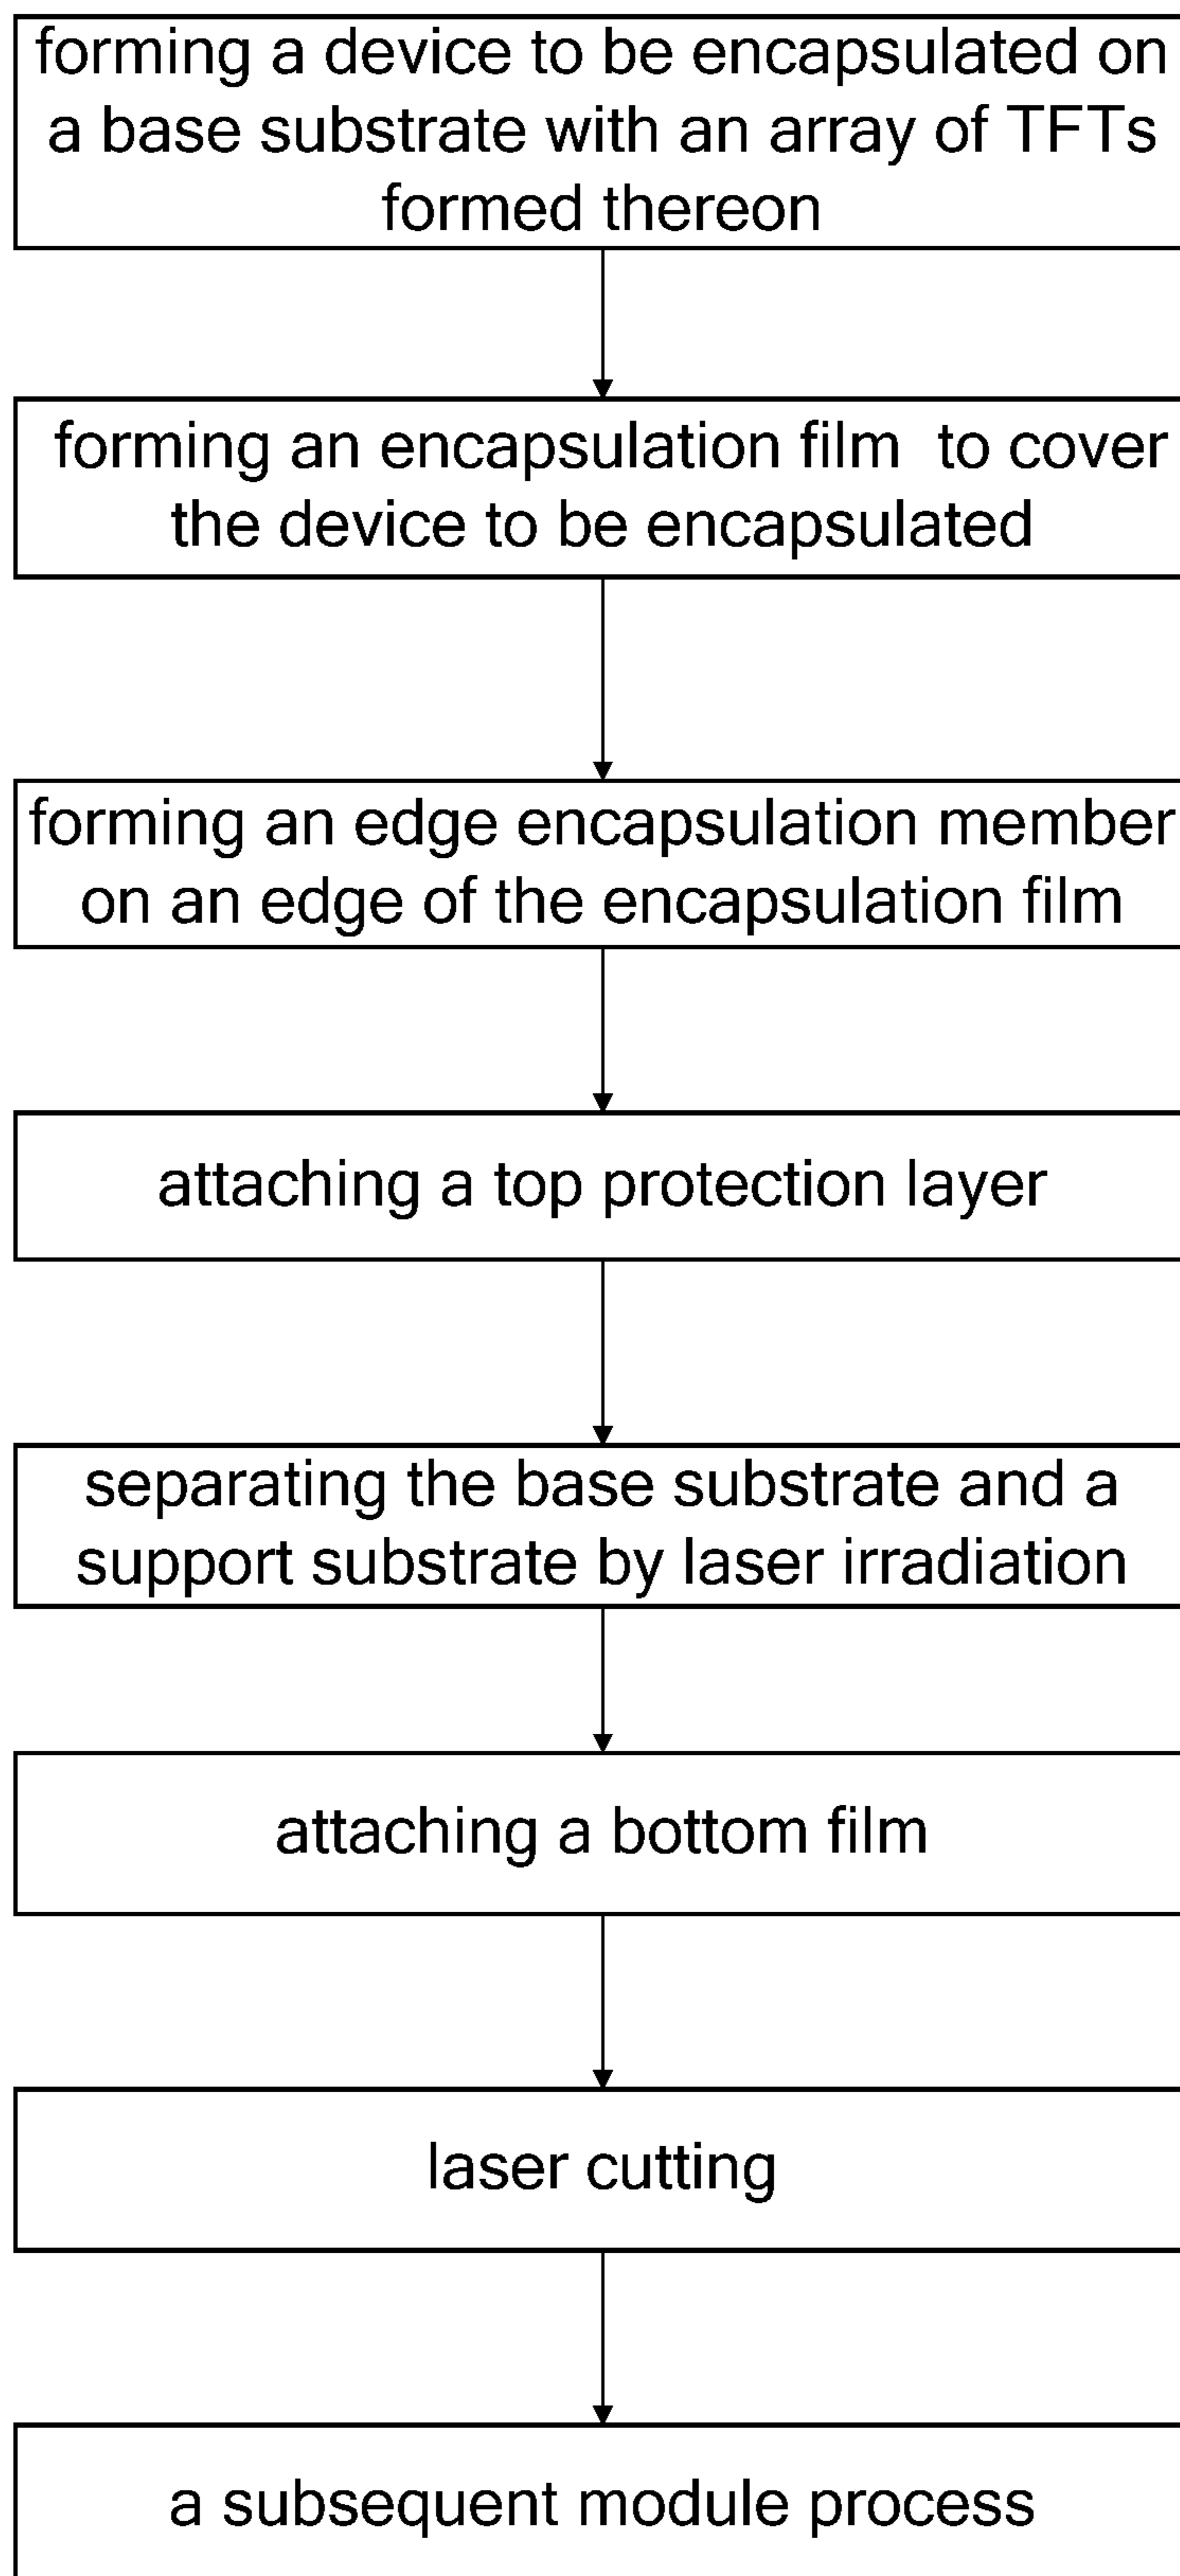 forming a device to be encapsulated on
a base substrate with an array of TFTs
formed thereon
forming an encapsulation film  to cover
the device to be encapsulated
forming an edge encapsulation member
on an edge of the encapsulation film
attaching a top protection layer
separating the base substrate and a
support substrate by laser irradiation
attaching a bottom film
laser cutting
a subsequent module process